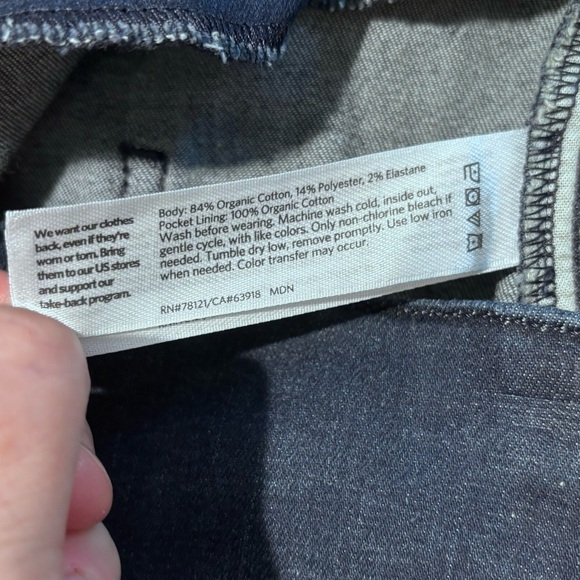 We want our clothes
back, even if they're
worn or torn. Bring
them to our US stores
and support our
take-back program.
Body: 84% Organic Cotton, 14% Polyester, 2% Elastane
Pocket Lining: 100% Organic Cotton
Wash before wearing. Machine wash cold, inside out,
gentle cycle, with like colors. Only non-chlorine bleach if
needed. Tumble dry low, remove promptly. Use low iron
when needed. Color transfer may occur.
RN#78121/CA#63918 MDN